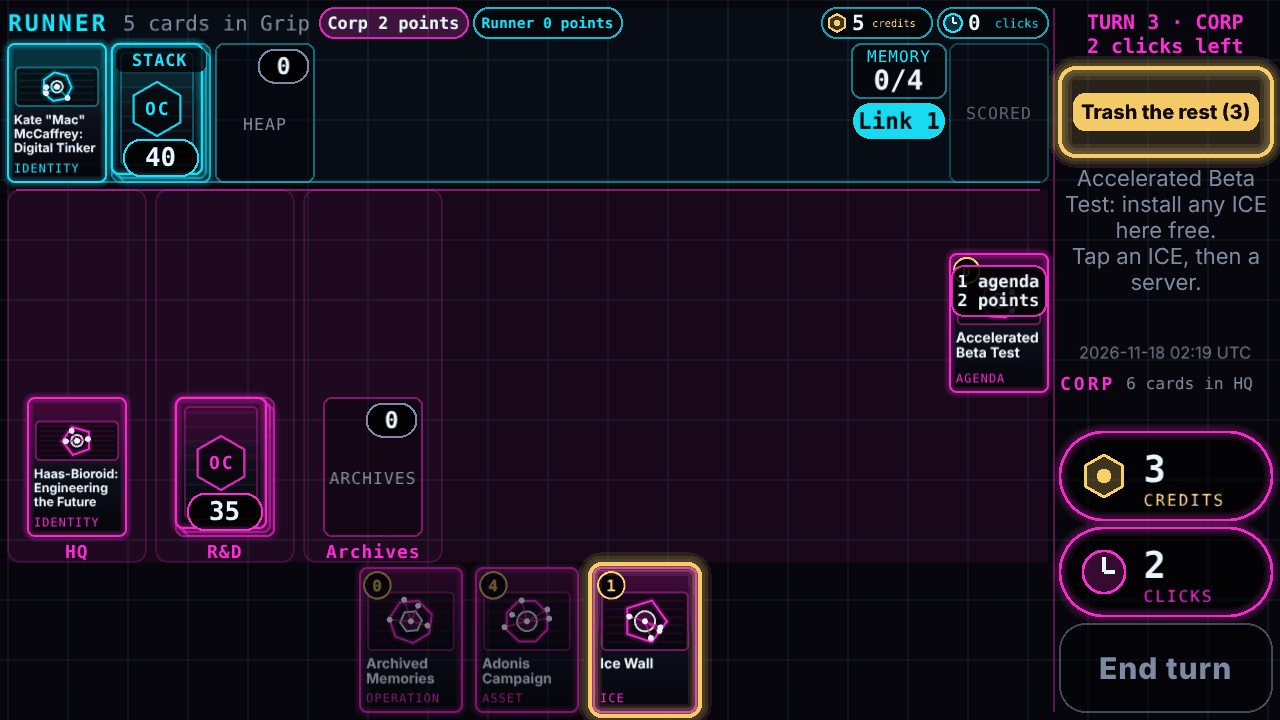 RUNNER 5 cards in Grip
Corp 2 points
Runner 0 points
5 credits
0 clicks
TURN 3 · CORP
2 clicks left
Kate "Mac"
McCaffrey:
Digital Tinker
IDENTITY
STACK
OC
40
0
HEAP
MEMORY
0/4
Link 1
SCORED
Trash the rest (3)
Accelerated Beta
Test: install any ICE
here free.
Tap an ICE, then a
server.
1 agenda
2 points
Accelerated
Beta Test
AGENDA
2026-11-18 02:19 UTC
CORP 6 cards in HQ
Haas-Bioroid:
Engineering
the Future
IDENTITY
HQ
OC
35
R&D
0
ARCHIVES
Archives
3
CREDITS
2
CLICKS
End turn
0
Archived
Memories
OPERATION
4
Adonis
Campaign
ASSET
1
Ice Wall
ICE